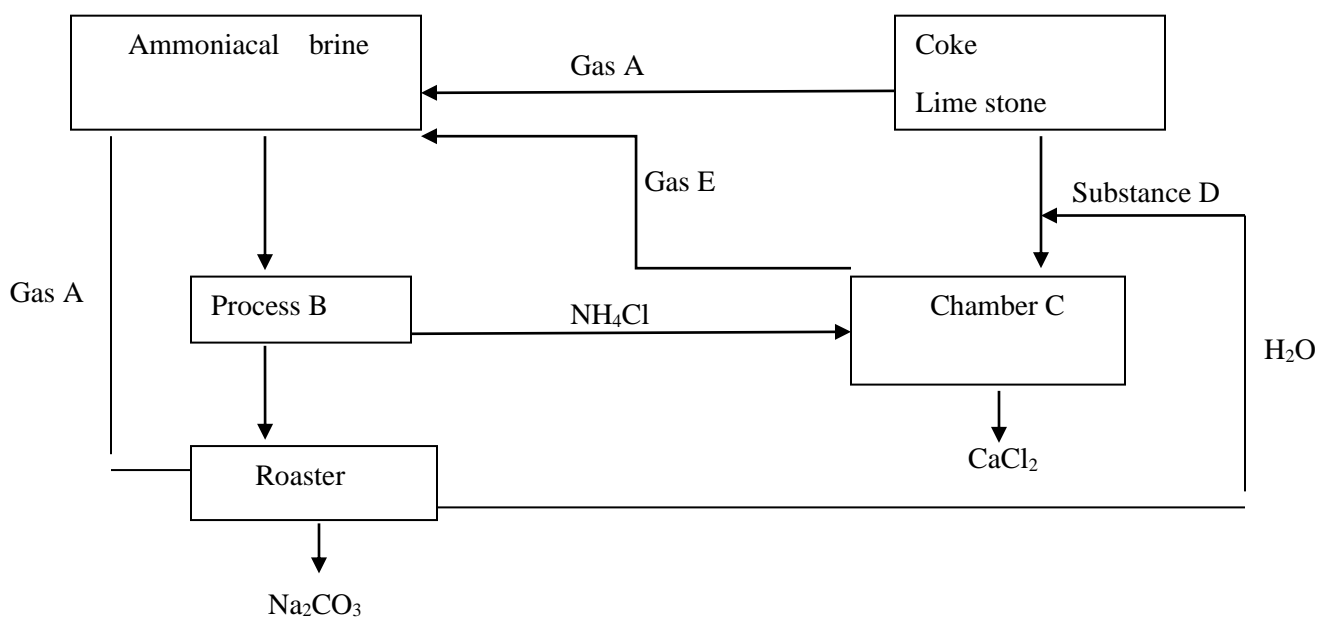 Ammoniacal brine
Coke
Gas A
Lime stone
Gas E
Substance D
Gas A
Process B
NH₄Cl
Chamber C
H₂O
CaCl₂
Roaster
Na₂CO₃